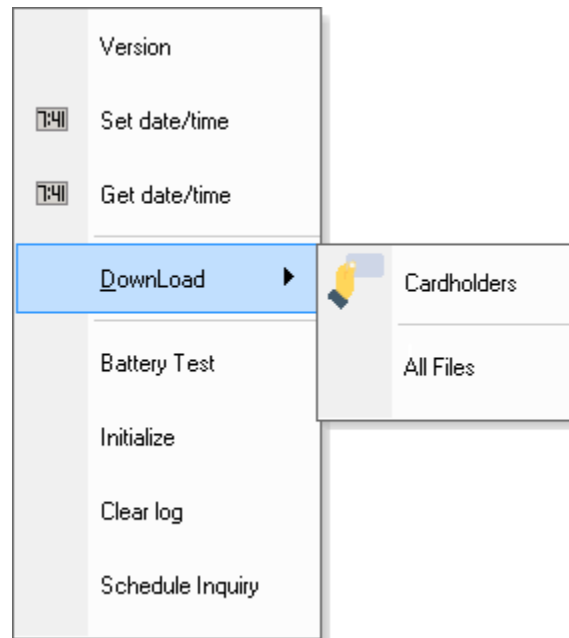 Version
7:41 Set date/time
7:41 Get date/time
DownLoad
Cardholders
All Files
Battery Test
Initialize
Clear log
Schedule Inquiry